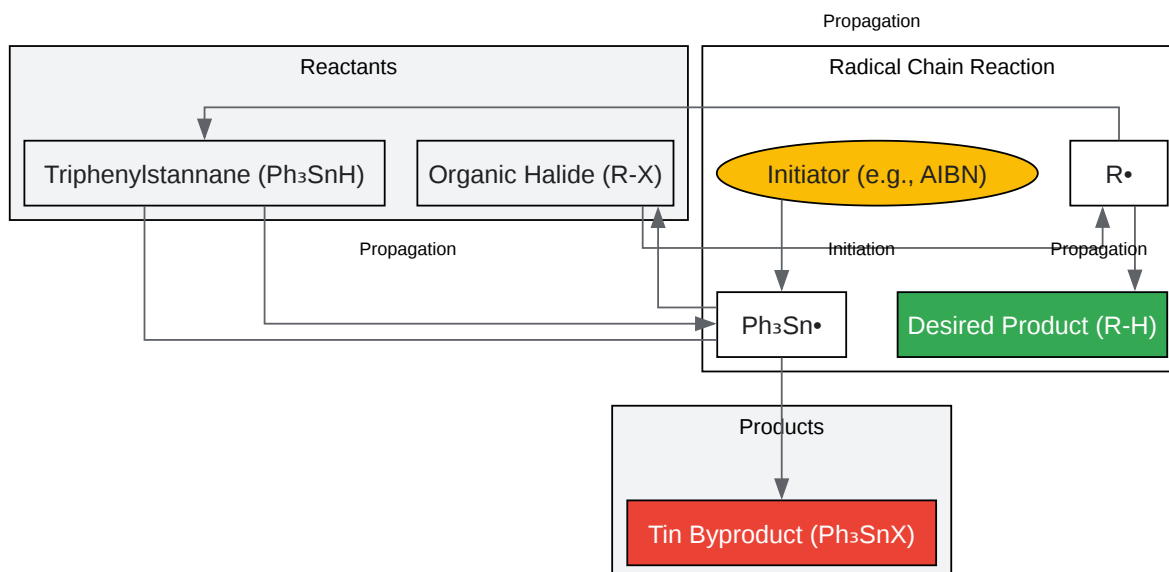 Propagation
Reactants
Radical Chain Reaction
Triphenylstannane (Ph₃SnH)
Organic Halide (R-X)
Initiator (e.g., AIBN)
R•
Propagation
Initiation
Propagation
Ph₃Sn•
Desired Product (R-H)
Products
Tin Byproduct (Ph₃SnX)